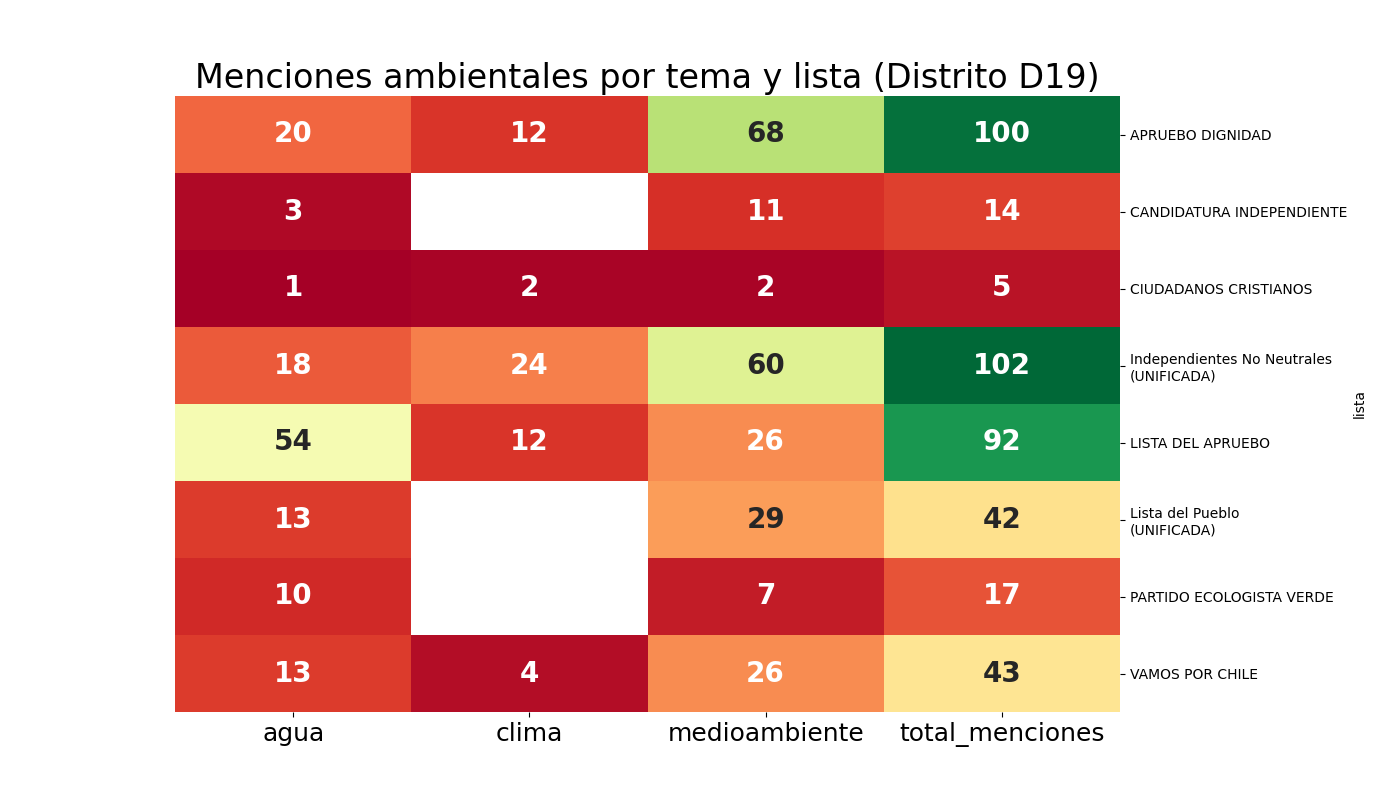 Menciones ambientales por tema y lista (Distrito D19)
20 12 68 100 APRUEBO DIGNIDAD
3 11 14 CANDIDATURA INDEPENDIENTE
1 2 2 5 CIUDADANOS CRISTIANOS
18 24 60 102 Independientes No Neutrales
(UNIFICADA)
54 12 26 92 LISTA DEL APRUEBO
13 29 42 Lista del Pueblo
(UNIFICADA)
10 7 17 PARTIDO ECOLOGISTA VERDE
13 4 26 43 VAMOS POR CHILE
agua clima medioambiente total_menciones
lista